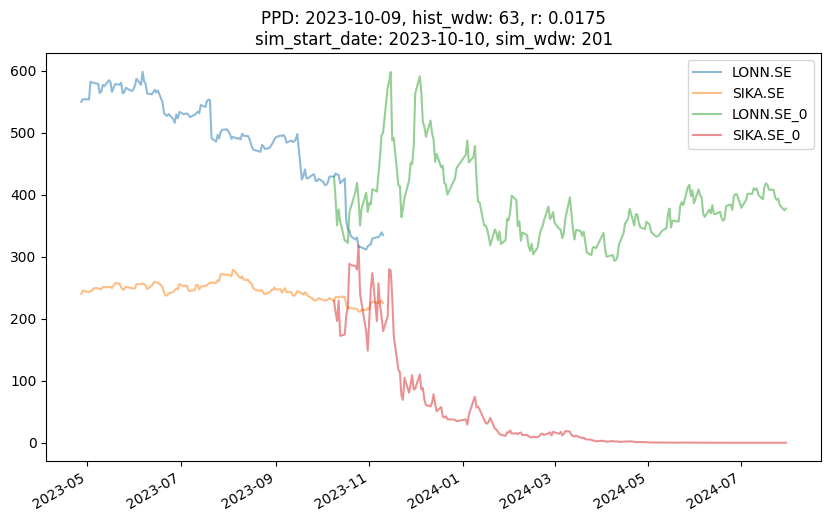 PPD: 2023-10-09, hist_wdw: 63, r: 0.0175
sim_start_date: 2023-10-10, sim_wdw: 201
LONN.SE
SIKA.SE
LONN.SE_0
SIKA.SE_0
600
500
400
300
200
100
0
2023-05
2023-07
2023-09
2023-11
2024-01
2024-03
2024-05
2024-07